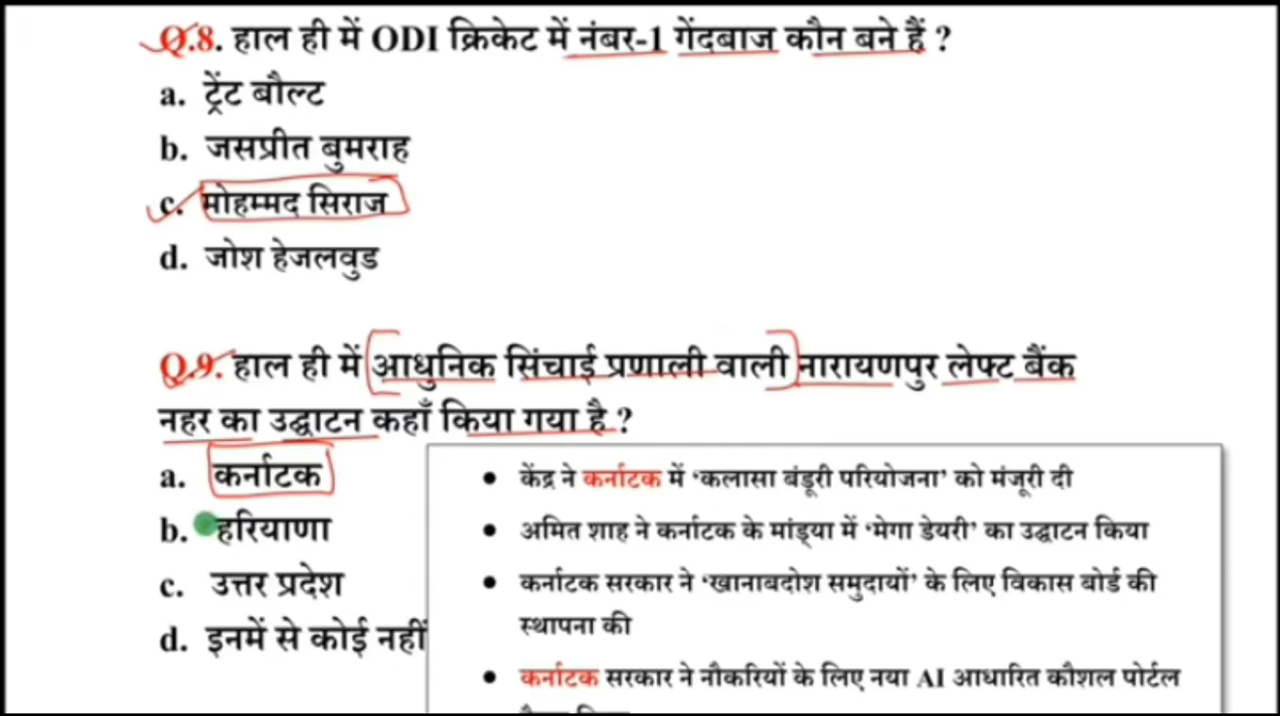 Q.8. हाल ही में ODI क्रिकेट में नंबर-1 गेंदबाज कौन बने हैं ?
a. ट्रेंट बौल्ट
b. जसप्रीत बुमराह
c. मोहम्मद सिराज
d. जोश हेजलवुड
Q.9. हाल ही में आधुनिक सिंचाई प्रणाली वाली नारायणपुर लेफ्ट बैंक
नहर का उद्घाटन कहाँ किया गया है ?
a. कर्नाटक
b. हरियाणा
c. उत्तर प्रदेश
d. इनमें से कोई नहीं
• केंद्र ने कर्नाटक में ‘कलासा बंडूरी परियोजना’ को मंजूरी दी
• अमित शाह ने कर्नाटक के मांड्या में ‘मेगा डेयरी’ का उद्घाटन किया
• कर्नाटक सरकार ने ‘खानाबदोश समुदायों’ के लिए विकास बोर्ड की
स्थापना की
• कर्नाटक सरकार ने नौकरियों के लिए नया AI आधारित कौशल पोर्टल